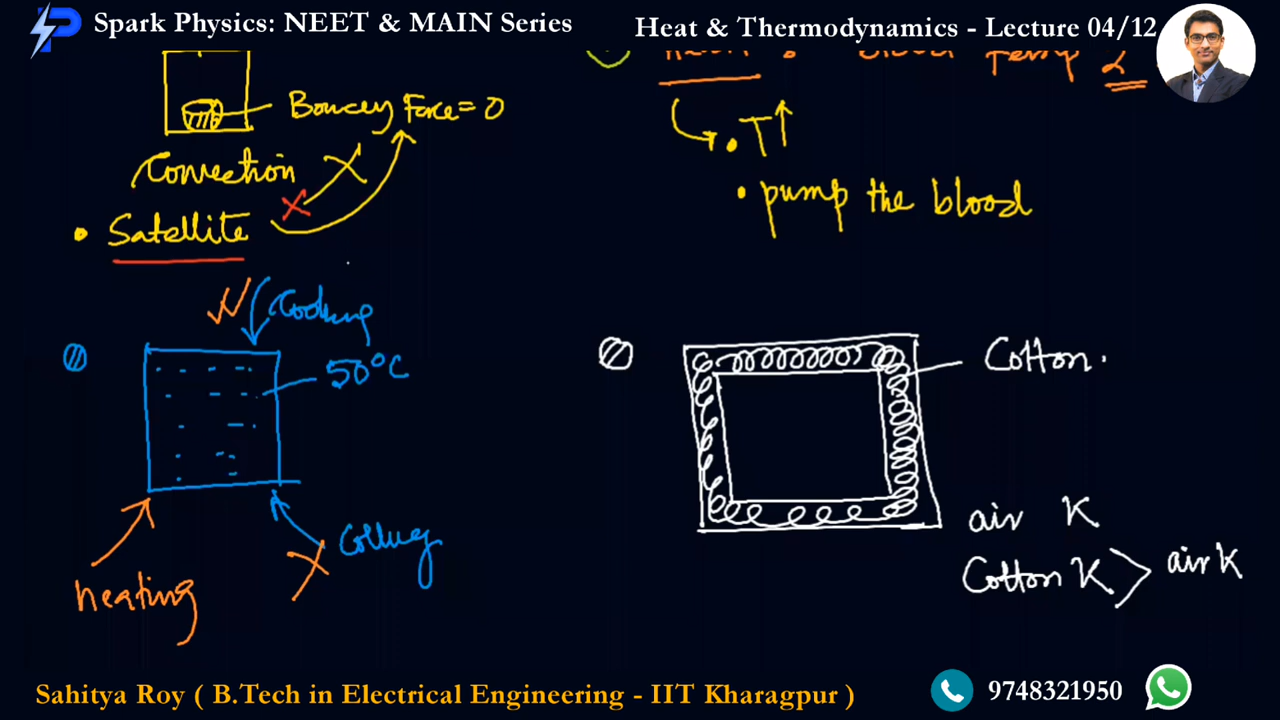 Spark Physics: NEET & MAIN Series
Heat & Thermodynamics - Lecture 04/12
Bouncey Force = 0
Convection
• Satellite
• T↑
• pump the blood
Cooling
50°C
heating
Colling
Cotton.
air K
Cotton K > air K
Sahitya Roy ( B.Tech in Electrical Engineering - IIT Kharagpur )
9748321950